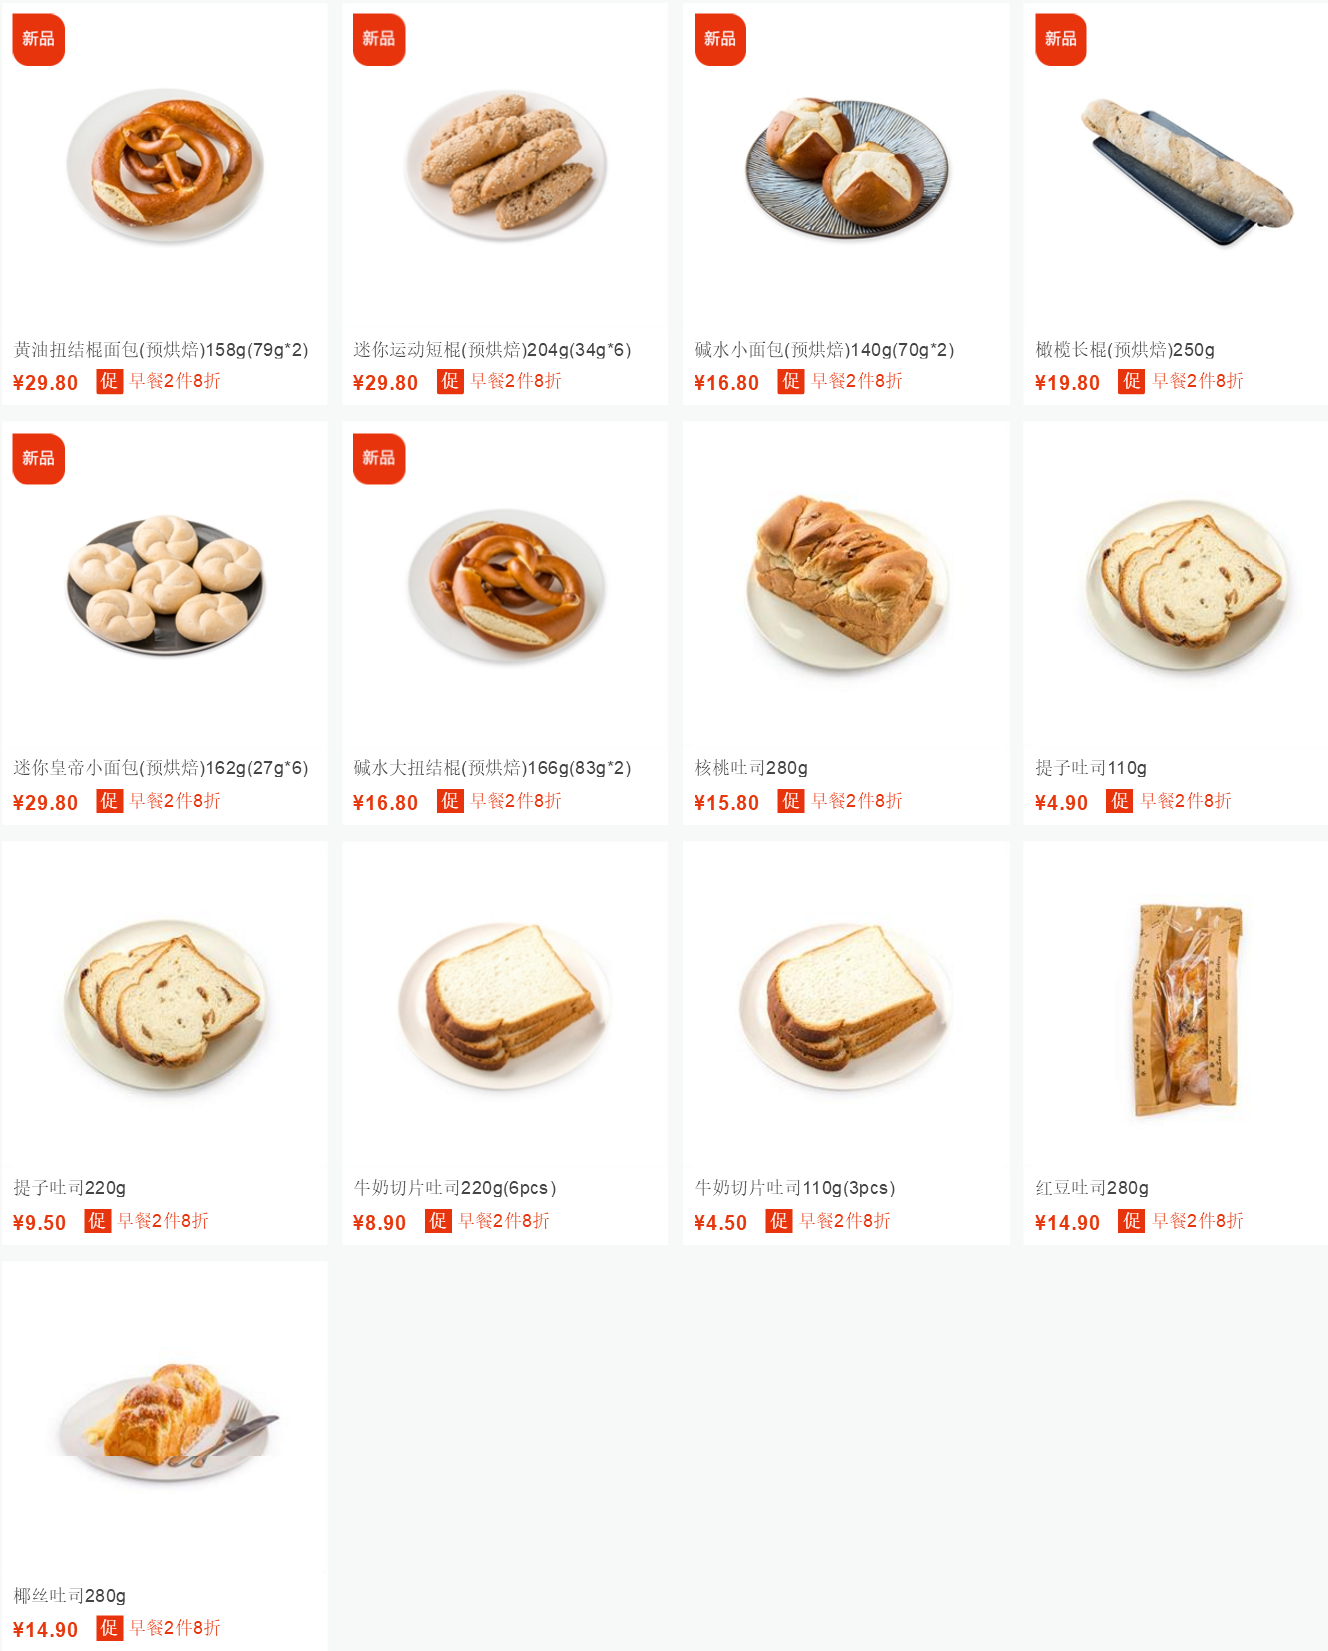 新品
新品
新品
新品
黄油扭结棍面包(预烘焙)158g(79g*2)
迷你运动短棍(预烘焙)204g(34g*6)
碱水小面包(预烘焙)140g(70g*2)
橄榄长棍(预烘焙)250g
¥29.80 促 早餐2件8折
¥29.80 促 早餐2件8折
¥16.80 促 早餐2件8折
¥19.80 促 早餐2件8折
新品
新品
迷你皇帝小面包(预烘焙)162g(27g*6)
碱水大扭结棍(预烘焙)166g(83g*2)
核桃吐司280g
提子吐司110g
¥29.80 促 早餐2件8折
¥16.80 促 早餐2件8折
¥15.80 促 早餐2件8折
¥4.90 促 早餐2件8折
提子吐司220g
牛奶切片吐司220g(6pcs)
牛奶切片吐司110g(3pcs)
红豆吐司280g
¥9.50 促 早餐2件8折
¥8.90 促 早餐2件8折
¥4.50 促 早餐2件8折
¥14.90 促 早餐2件8折
椰丝吐司280g
¥14.90 促 早餐2件8折